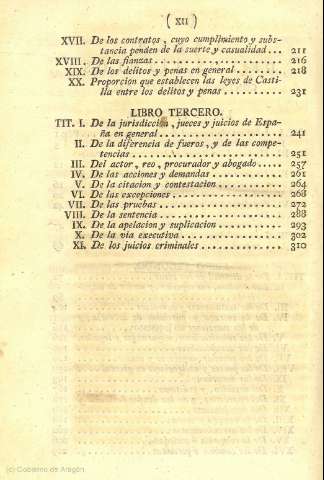 ( XII )
XVII. De los contratos, cuyo cumplimiento y subs-
tancia penden de la suerte y casualidad... 211
XVIII. De las fianzas.................... 216
XIX. De los delitos y penas en general........ 218
XX. Proporcion que establecen las leyes de Casti-
lla entre los delitos y penas............ 231
LIBRO TERCERO.
TIT. I. De la jurisdiccion, jueces y juicios de Espa-
ña en general...................... 241
II. De la diferencia de fueros, y de las compe-
tencias.......................... 251
III. Del actor, reo, procurador y abogado...... 257
IV. De las acciones y demandas............ 261
V. De la citacion y contestacion............ 264
VI. De las excepciones.................. 268
VII. De las pruebas.................... 272
VIII. De la sentencia.................... 288
IX. De la apelacion y suplicacion............ 293
X. De la via executiva.................. 302
XI. De los juicios criminales.............. 310
(c) Gobierno de Aragón